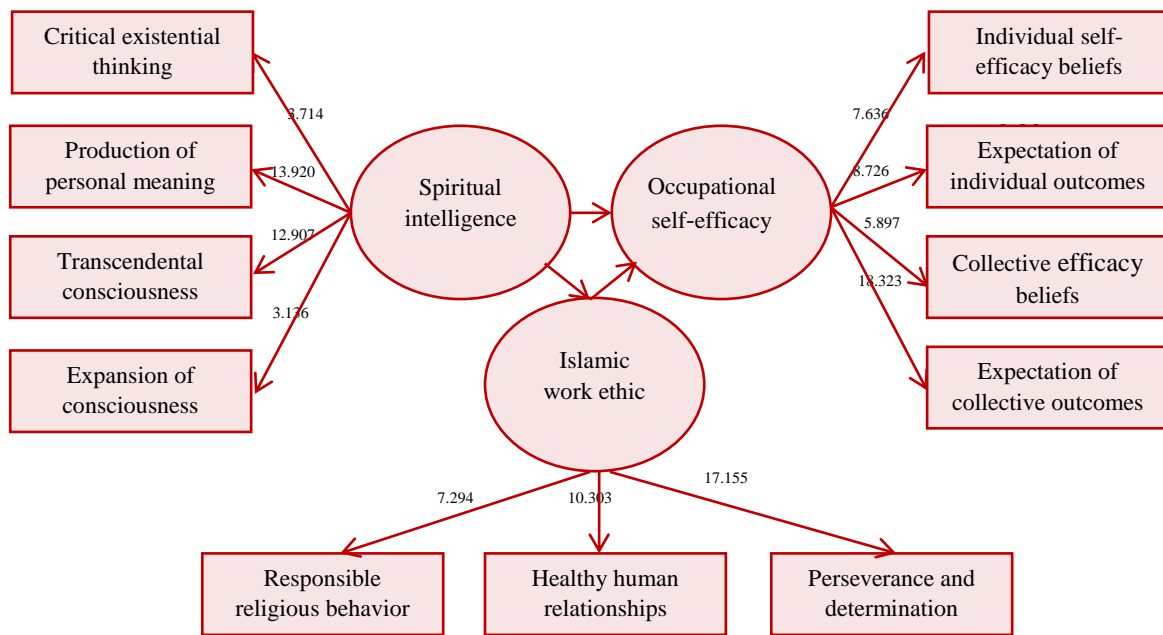 Critical existential
thinking
Production of
personal meaning
Transcendental
consciousness
Expansion of
consciousness
3.714
13.920
12.907
3.136
Spiritual
intelligence
Occupational
self-efficacy
Islamic
work ethic
7.636
8.726
5.897
18.323
Individual self-
efficacy beliefs
Expectation of
individual outcomes
Collective efficacy
beliefs
Expectation of
collective outcomes
7.294
10.303
17.155
Responsible
religious behavior
Healthy human
relationships
Perseverance and
determination